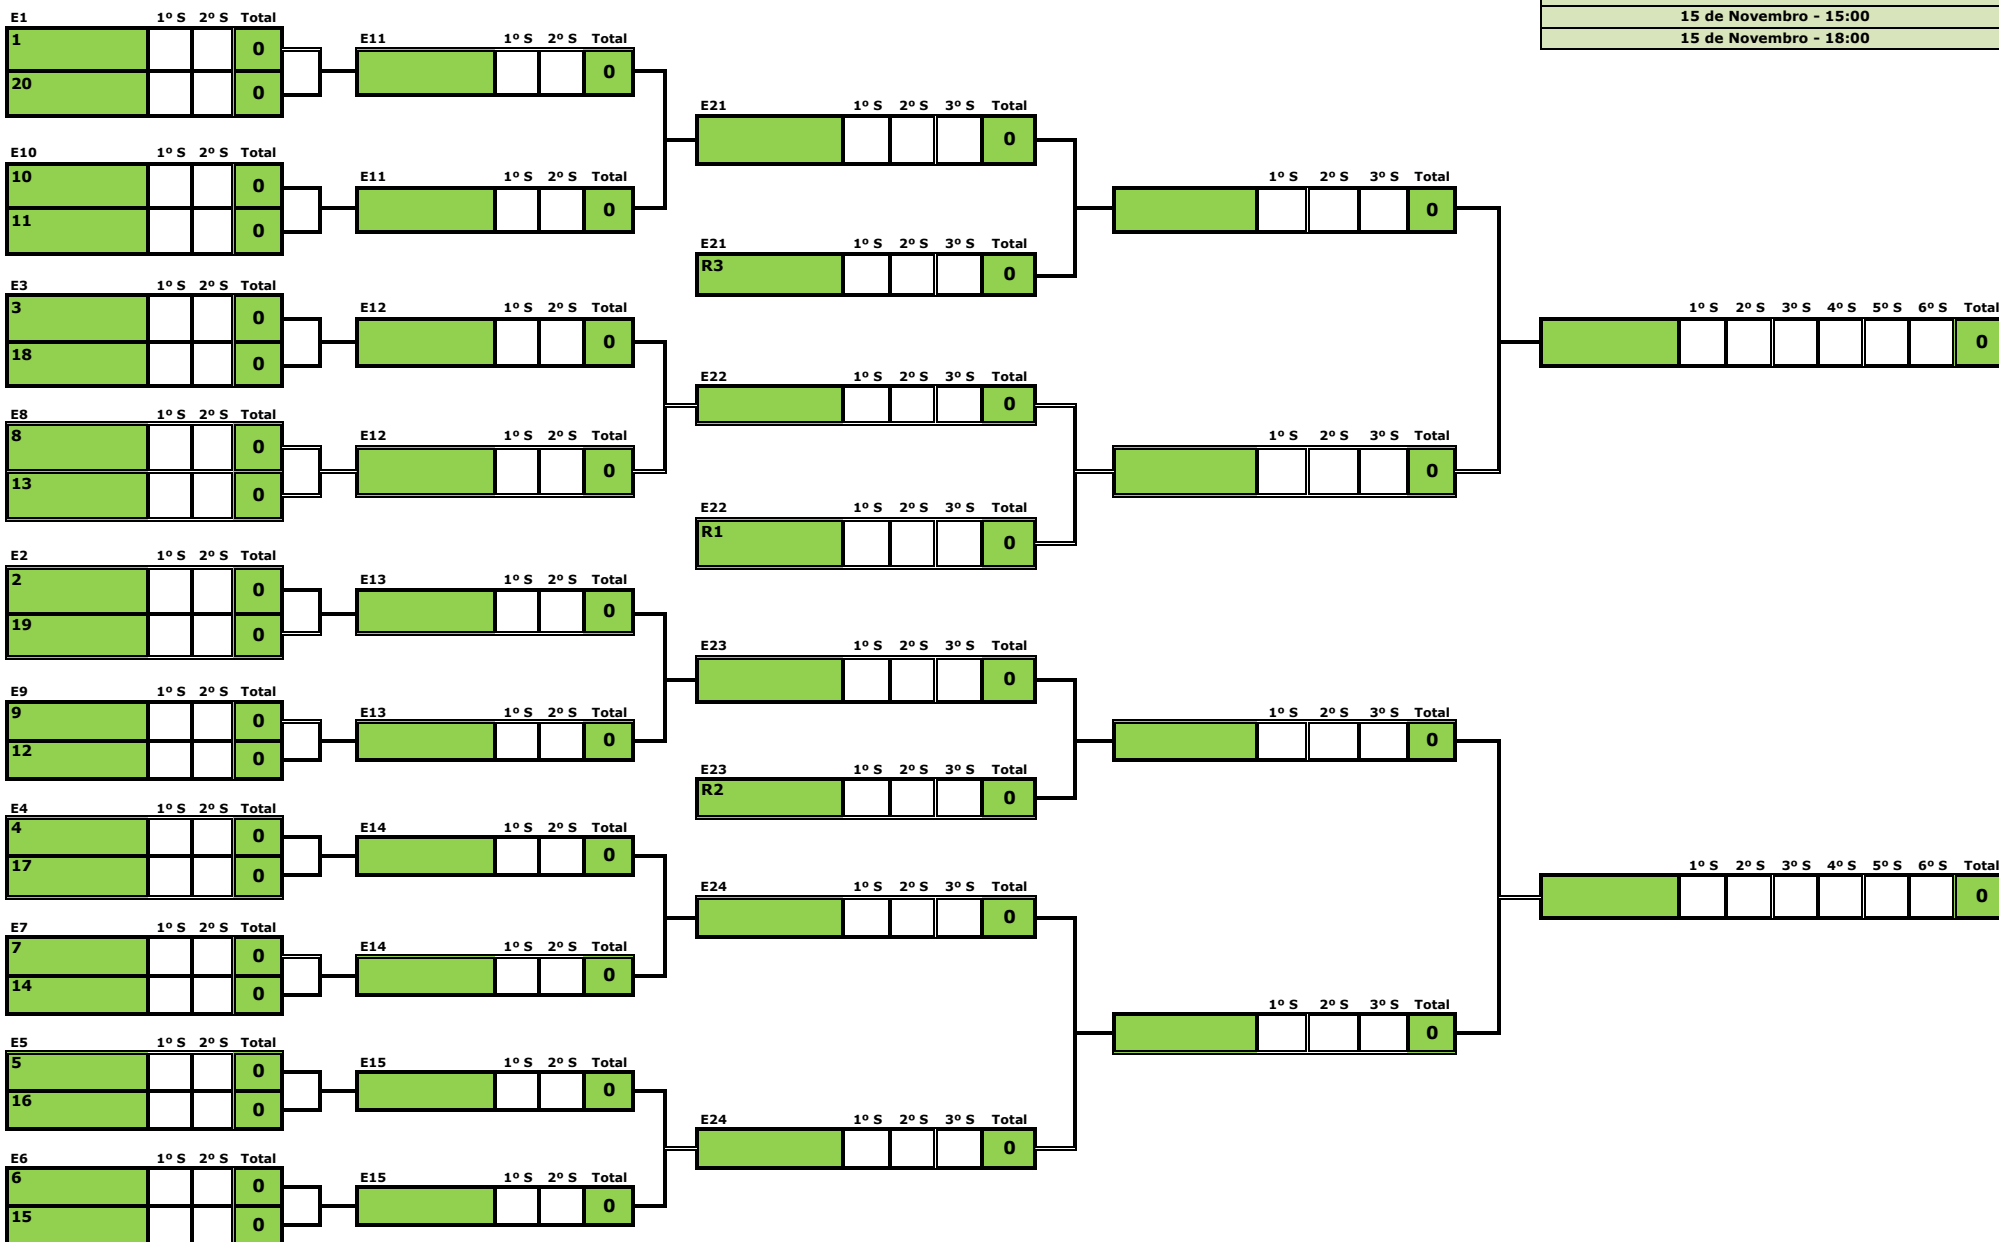 15 de Novembro - 15:00
15 de Novembro - 18:00
E1 1º S 2º S Total
1 0
20 0
E10 1º S 2º S Total
10 0
11 0
E3 1º S 2º S Total
3 0
18 0
E8 1º S 2º S Total
8 0
13 0
E2 1º S 2º S Total
2 0
19 0
E9 1º S 2º S Total
9 0
12 0
E4 1º S 2º S Total
4 0
17 0
E7 1º S 2º S Total
7 0
14 0
E5 1º S 2º S Total
5 0
16 0
E6 1º S 2º S Total
6 0
15 0
E11 1º S 2º S Total
0
E11 1º S 2º S Total
0
E12 1º S 2º S Total
0
E12 1º S 2º S Total
0
E13 1º S 2º S Total
0
E13 1º S 2º S Total
0
E14 1º S 2º S Total
0
E14 1º S 2º S Total
0
E15 1º S 2º S Total
0
E15 1º S 2º S Total
0
E21 1º S 2º S 3º S Total
0
E21 1º S 2º S 3º S Total
R3 0
E22 1º S 2º S 3º S Total
0
E22 1º S 2º S 3º S Total
R1 0
E23 1º S 2º S 3º S Total
0
E23 1º S 2º S 3º S Total
R2 0
E24 1º S 2º S 3º S Total
0
E24 1º S 2º S 3º S Total
0
1º S 2º S 3º S Total
0
1º S 2º S 3º S Total
0
1º S 2º S 3º S Total
0
1º S 2º S 3º S Total
0
1º S 2º S 3º S 4º S 5º S 6º S Total
0
1º S 2º S 3º S 4º S 5º S 6º S Total
0